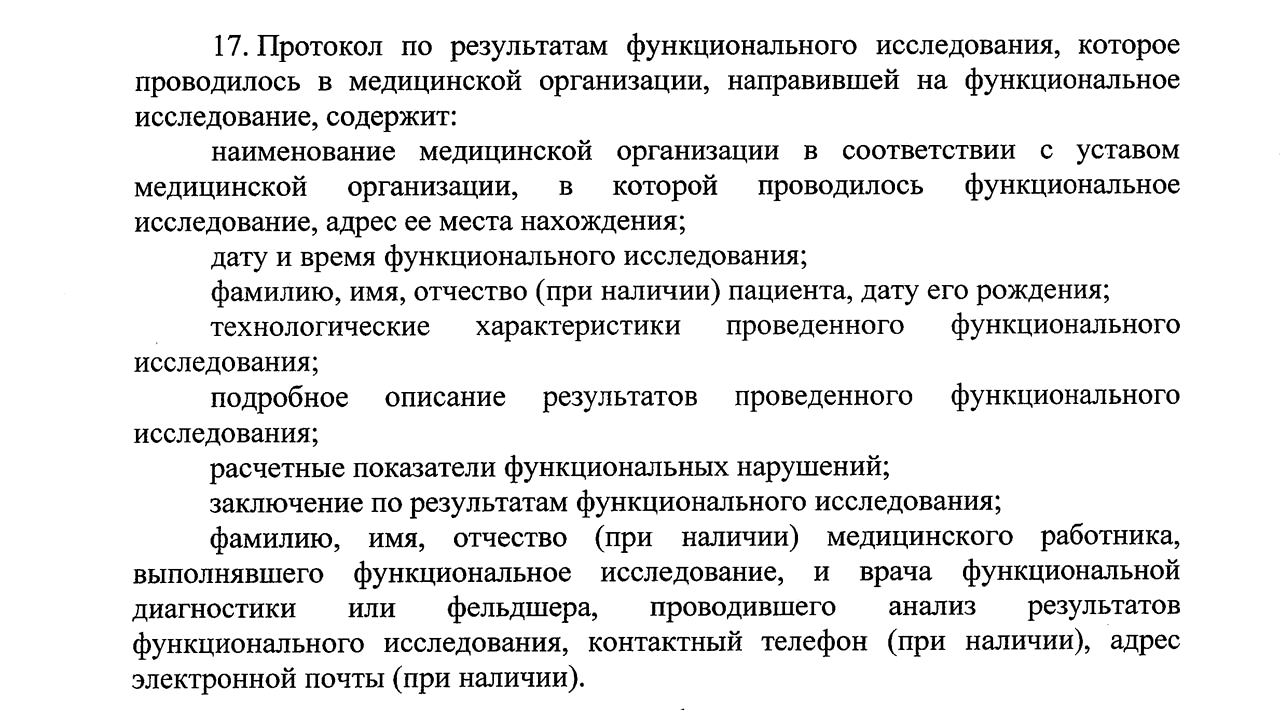 17. Протокол по результатам функционального исследования, которое
проводилось в медицинской организации, направившей на функциональное
исследование, содержит:
наименование медицинской организации в соответствии с уставом
медицинской организации, в которой проводилось функциональное
исследование, адрес ее места нахождения;
дату и время функционального исследования;
фамилию, имя, отчество (при наличии) пациента, дату его рождения;
технологические характеристики проведенного функционального
исследования;
подробное описание результатов проведенного функционального
исследования;
расчетные показатели функциональных нарушений;
заключение по результатам функционального исследования;
фамилию, имя, отчество (при наличии) медицинского работника,
выполнявшего функциональное исследование, и врача функциональной
диагностики или фельдшера, проводившего анализ результатов
функционального исследования, контактный телефон (при наличии), адрес
электронной почты (при наличии).